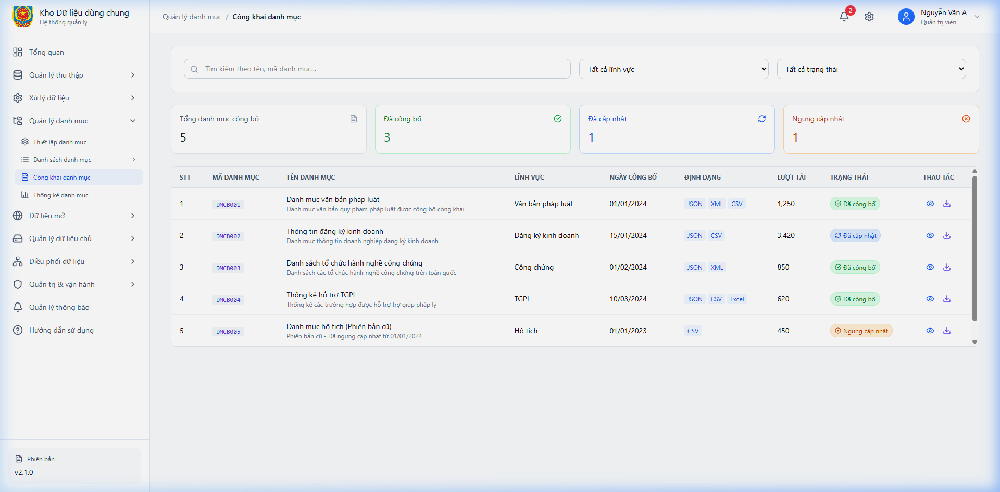 Kho Dữ liệu dùng chung
Hệ thống quản lý
Quản lý danh mục / Công khai danh mục
2
Nguyễn Văn A
Quản trị viên
Tổng quan
Quản lý thu thập
Xử lý dữ liệu
Quản lý danh mục
Thiết lập danh mục
Danh sách danh mục
Công khai danh mục
Thống kê danh mục
Dữ liệu mở
Quản lý dữ liệu chủ
Điều phối dữ liệu
Quản trị & vận hành
Quản lý thông báo
Hướng dẫn sử dụng
Phiên bản
v2.1.0
Tìm kiếm theo tên, mã danh mục...
Tất cả lĩnh vực
Tất cả trạng thái
Tổng danh mục công bố
5
Đã công bố
3
Đã cập nhật
1
Ngưng cập nhật
1
STT MÃ DANH MỤC TÊN DANH MỤC LĨNH VỰC NGÀY CÔNG BỐ ĐỊNH DẠNG LƯỢT TẢI TRẠNG THÁI THAO TÁC
1 DMCB001 Danh mục văn bản pháp luật Văn bản pháp luật 01/01/2024 JSON XML CSV 1,250 Đã công bố
Danh mục văn bản quy phạm pháp luật được công bố công khai
2 DMCB002 Thông tin đăng ký kinh doanh Đăng ký kinh doanh 15/01/2024 JSON CSV 3,420 Đã cập nhật
Danh mục thông tin doanh nghiệp đăng ký kinh doanh
3 DMCB003 Danh sách tổ chức hành nghề công chứng Công chứng 01/02/2024 JSON XML 850 Đã công bố
Danh sách các tổ chức hành nghề công chứng trên toàn quốc
4 DMCB004 Thống kê hỗ trợ TGPL TGPL 10/03/2024 JSON CSV Excel 620 Đã công bố
Thống kê các trường hợp được hỗ trợ trợ giúp pháp lý
5 DMCB005 Danh mục hộ tịch (Phiên bản cũ) Hộ tịch 01/01/2023 CSV 450 Ngưng cập nhật
Phiên bản cũ - Đã ngưng cập nhật từ 01/01/2024